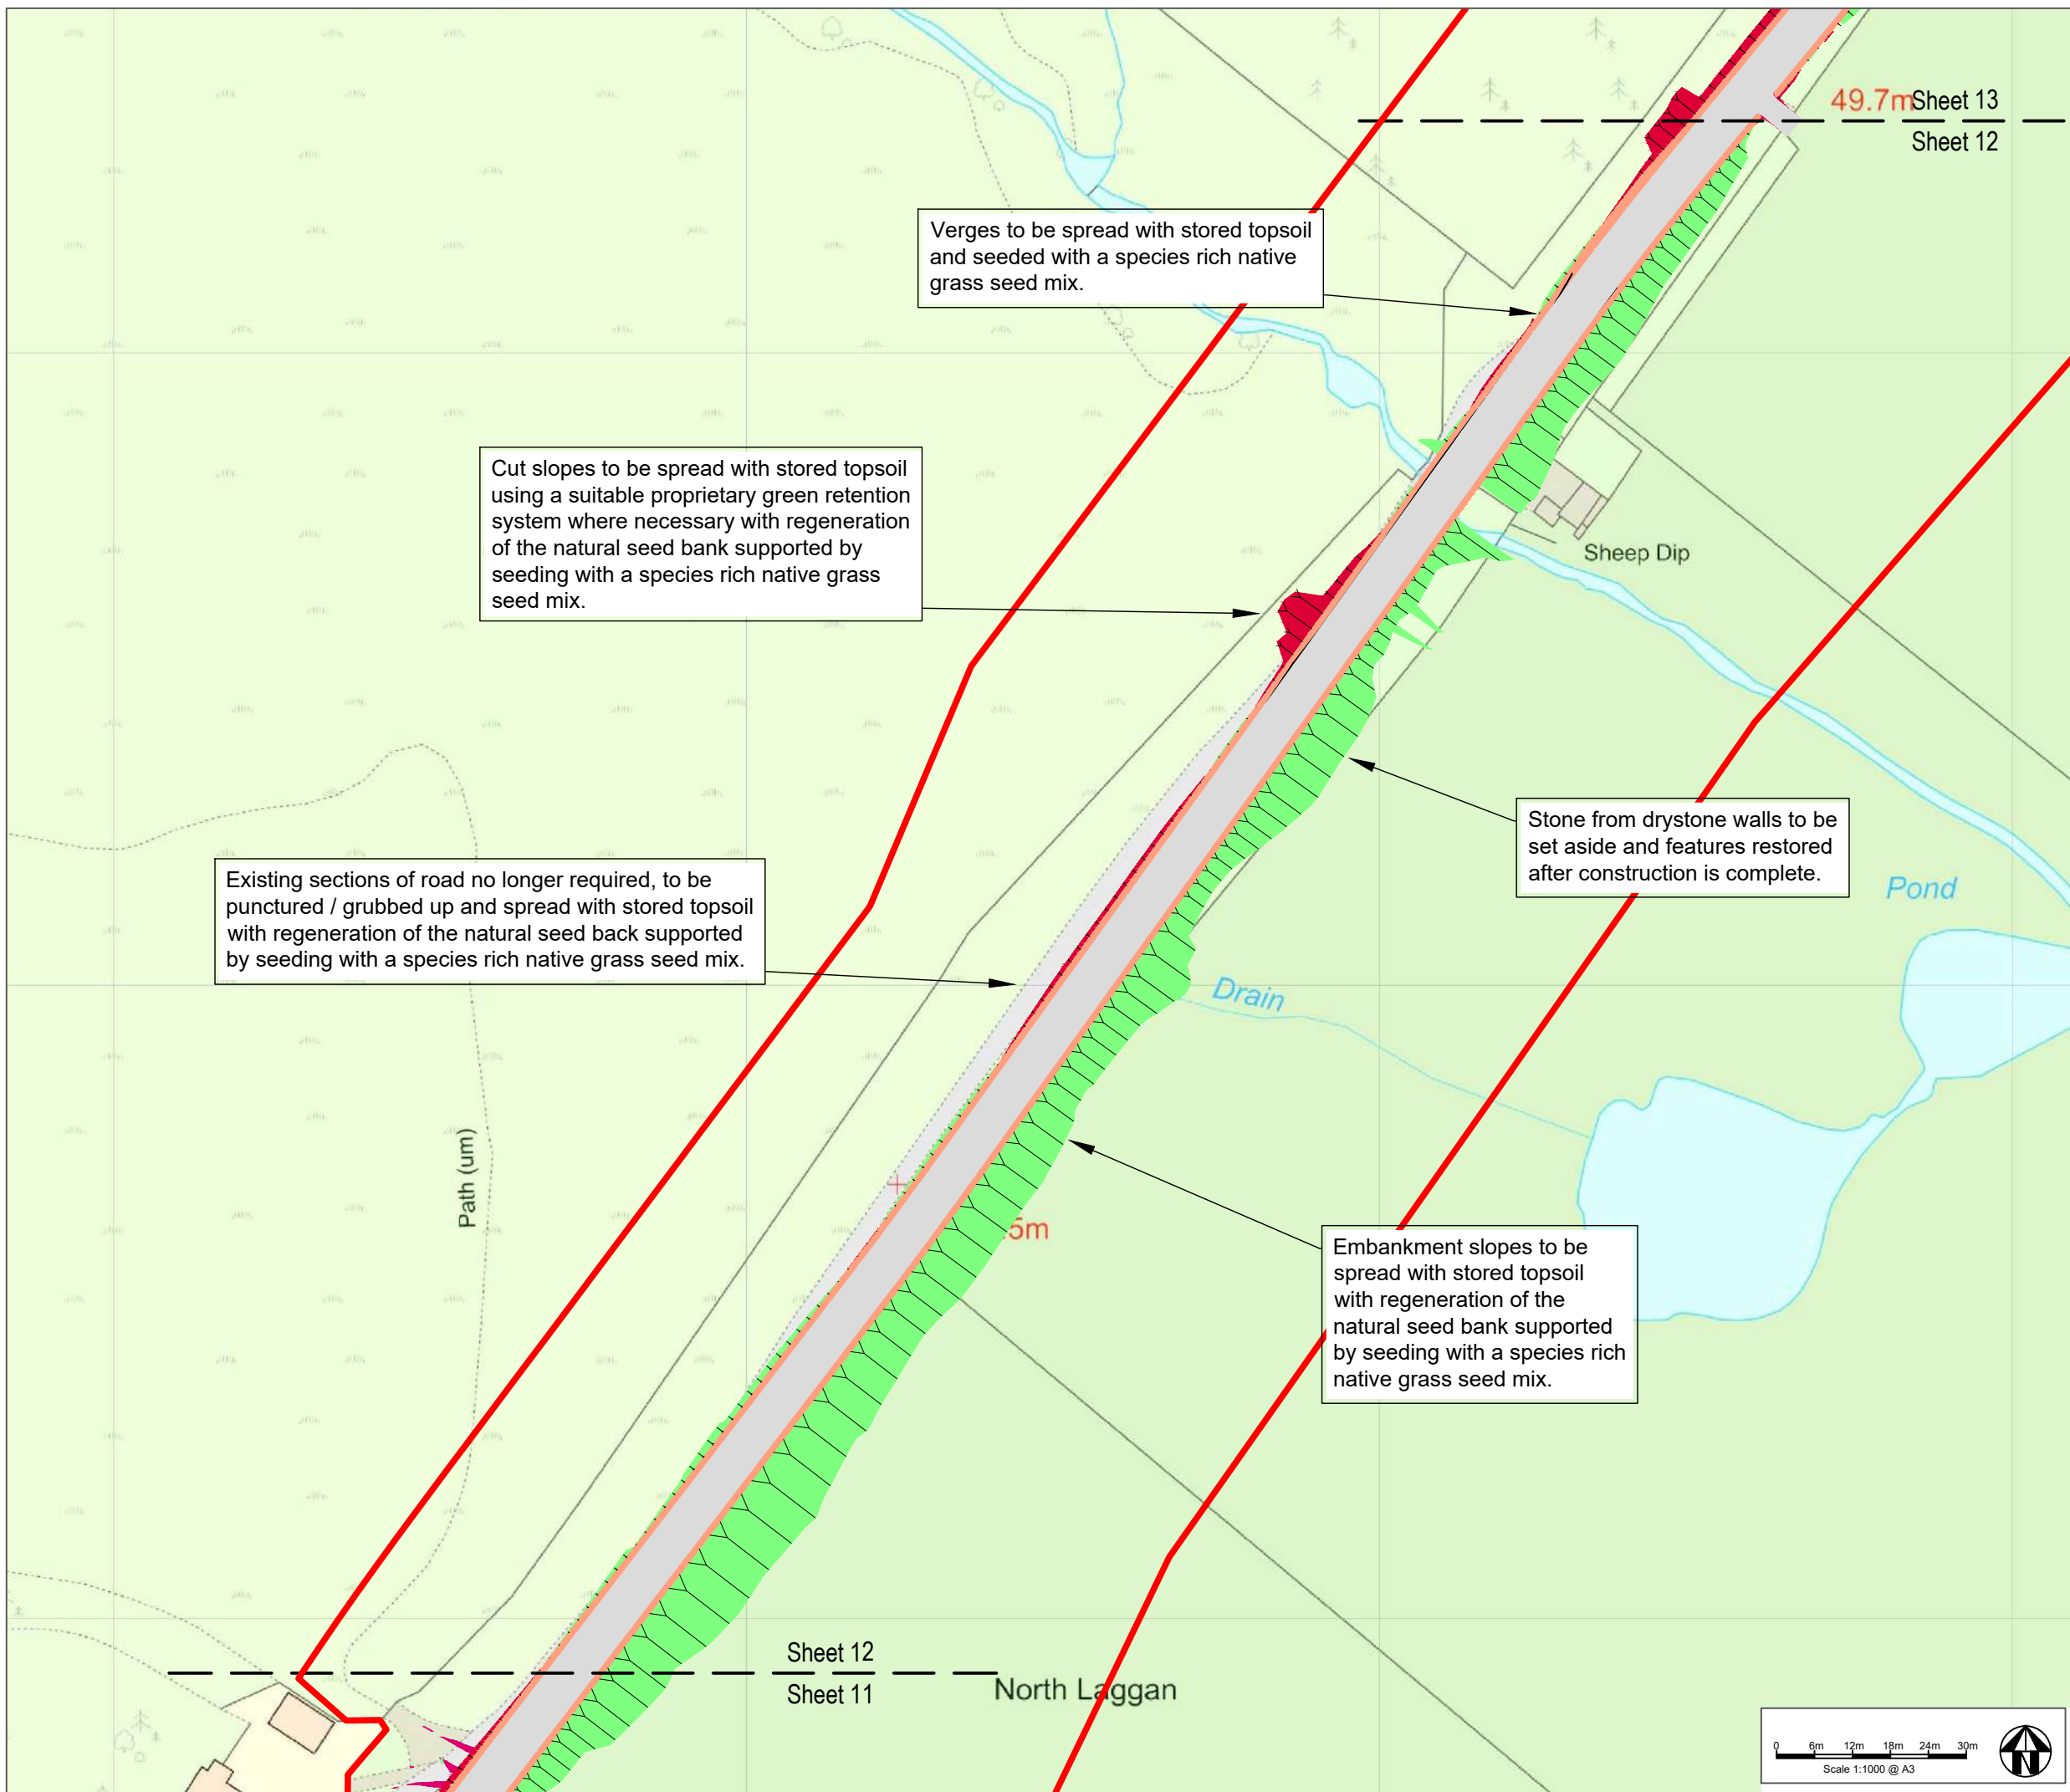 49.7m
Sheet 13
Sheet 12
Verges to be spread with stored topsoil
and seeded with a species rich native
grass seed mix.
Cut slopes to be spread with stored topsoil
using a suitable proprietary green retention
system where necessary with regeneration
of the natural seed bank supported by
seeding with a species rich native grass
seed mix.
Sheep Dip
Stone from drystone walls to be
set aside and features restored
after construction is complete.
Existing sections of road no longer required, to be
punctured / grubbed up and spread with stored topsoil
with regeneration of the natural seed back supported
by seeding with a species rich native grass seed mix.
Pond
Drain
Path (um)
5m
Embankment slopes to be
spread with stored topsoil
with regeneration of the
natural seed bank supported
by seeding with a species rich
native grass seed mix.
Sheet 12
Sheet 11
North Laggan
0 6m 12m 18m 24m 30m
Scale 1:1000 @ A3
N